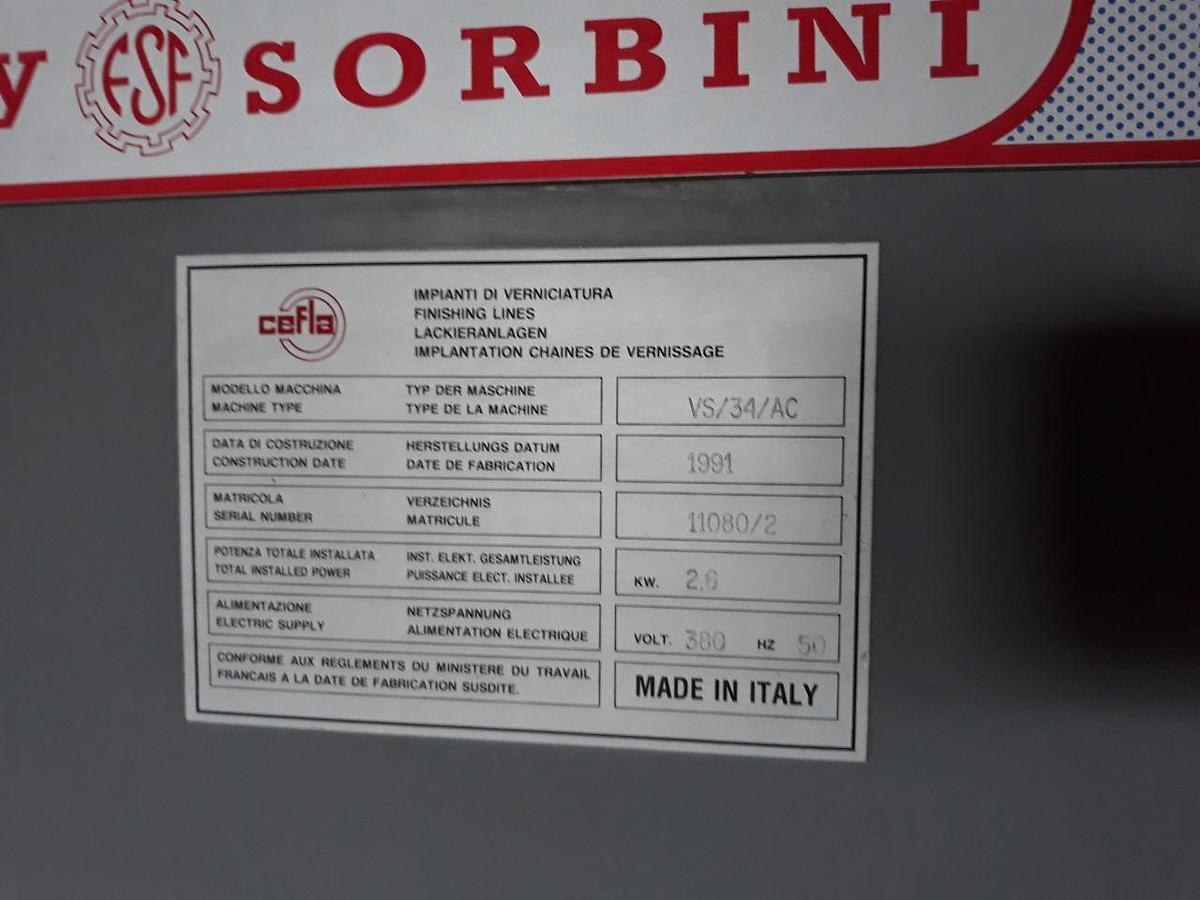 y FSF SORBINI
cefla
IMPIANTI DI VERNICIATURA
FINISHING LINES
LACKIERANLAGEN
IMPLANTATION CHAINES DE VERNISSAGE
MODELLO MACCHINA TYP DER MASCHINE
MACHINE TYPE TYPE DE LA MACHINE
VS/34/AC
DATA DI COSTRUZIONE HERSTELLUNGS DATUM
CONSTRUCTION DATE DATE DE FABRICATION
1991
MATRICOLA VERZEICHNIS
SERIAL NUMBER MATRICULE
11080/2
POTENZA TOTALE INSTALLATA INST. ELEKT. GESAMTLEISTUNG
TOTAL INSTALLED POWER PUISSANCE ELECT. INSTALLEE
KW. 2,6
ALIMENTAZIONE NETZSPANNUNG
ELECTRIC SUPPLY ALIMENTATION ELECTRIQUE
VOLT. 380 HZ 50
CONFORME AUX REGLEMENTS DU MINISTERE DU TRAVAIL
FRANCAIS A LA DATE DE FABRICATION SUSDITE.
MADE IN ITALY